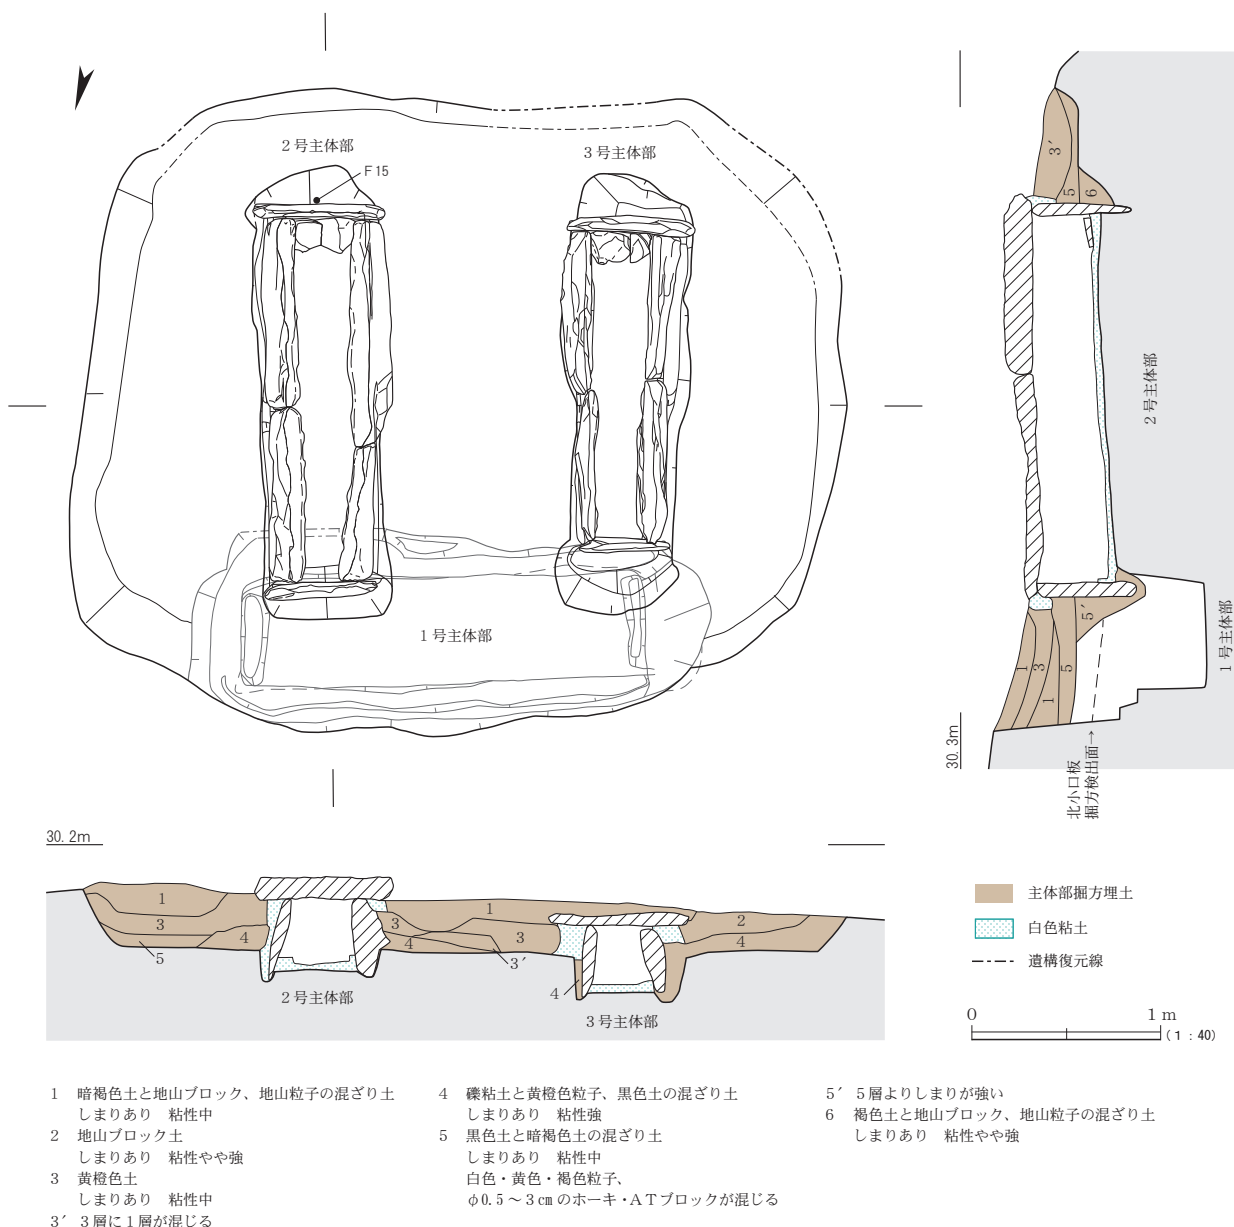 2号主体部
3号主体部
F15
1号主体部
3′
5
6
2号主体部
5′
1号主体部
1
3
1
5
30.3m
北小口板
掘方検出面→
30.2m
1
3
4
5
2号主体部
3
4
1
3
3′
4
3号主体部
2
4
主体部掘方埋土
白色粘土
遺構復元線
0 1m
(1:40)
1 暗褐色土と地山ブロック、地山粒子の混ざり土
しまりあり 粘性中
2 地山ブロック土
しまりあり 粘性やや強
3 黄橙色土
しまりあり 粘性中
3′ 3層に1層が混じる
4 礫粘土と黄橙色粒子、黒色土の混ざり土
しまりあり 粘性強
5 黒色土と暗褐色土の混ざり土
しまりあり 粘性中
白色・黄色・褐色粒子、
φ0.5～3㎝のホーキ・ATブロックが混じる
5′ 5層よりしまりが強い
6 褐色土と地山ブロック、地山粒子の混ざり土
しまりあり 粘性やや強